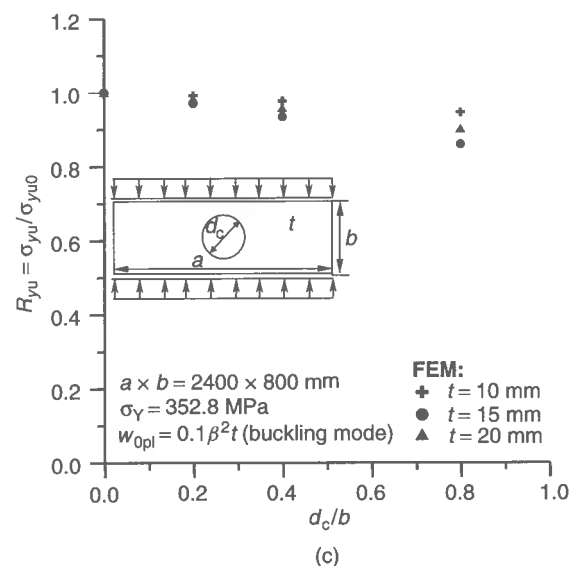 1.2
1.0
0.8
0.6
0.4
0.2
0.0
R_yu = σ_yu/σ_yu0
d_c
t
b
a
a × b = 2400 × 800 mm
σ_Y = 352.8 MPa
w_0pl = 0.1β²t (buckling mode)
FEM:
t = 10 mm
t = 15 mm
t = 20 mm
0.0 0.2 0.4 0.6 0.8 1.0
d_c/b
(c)